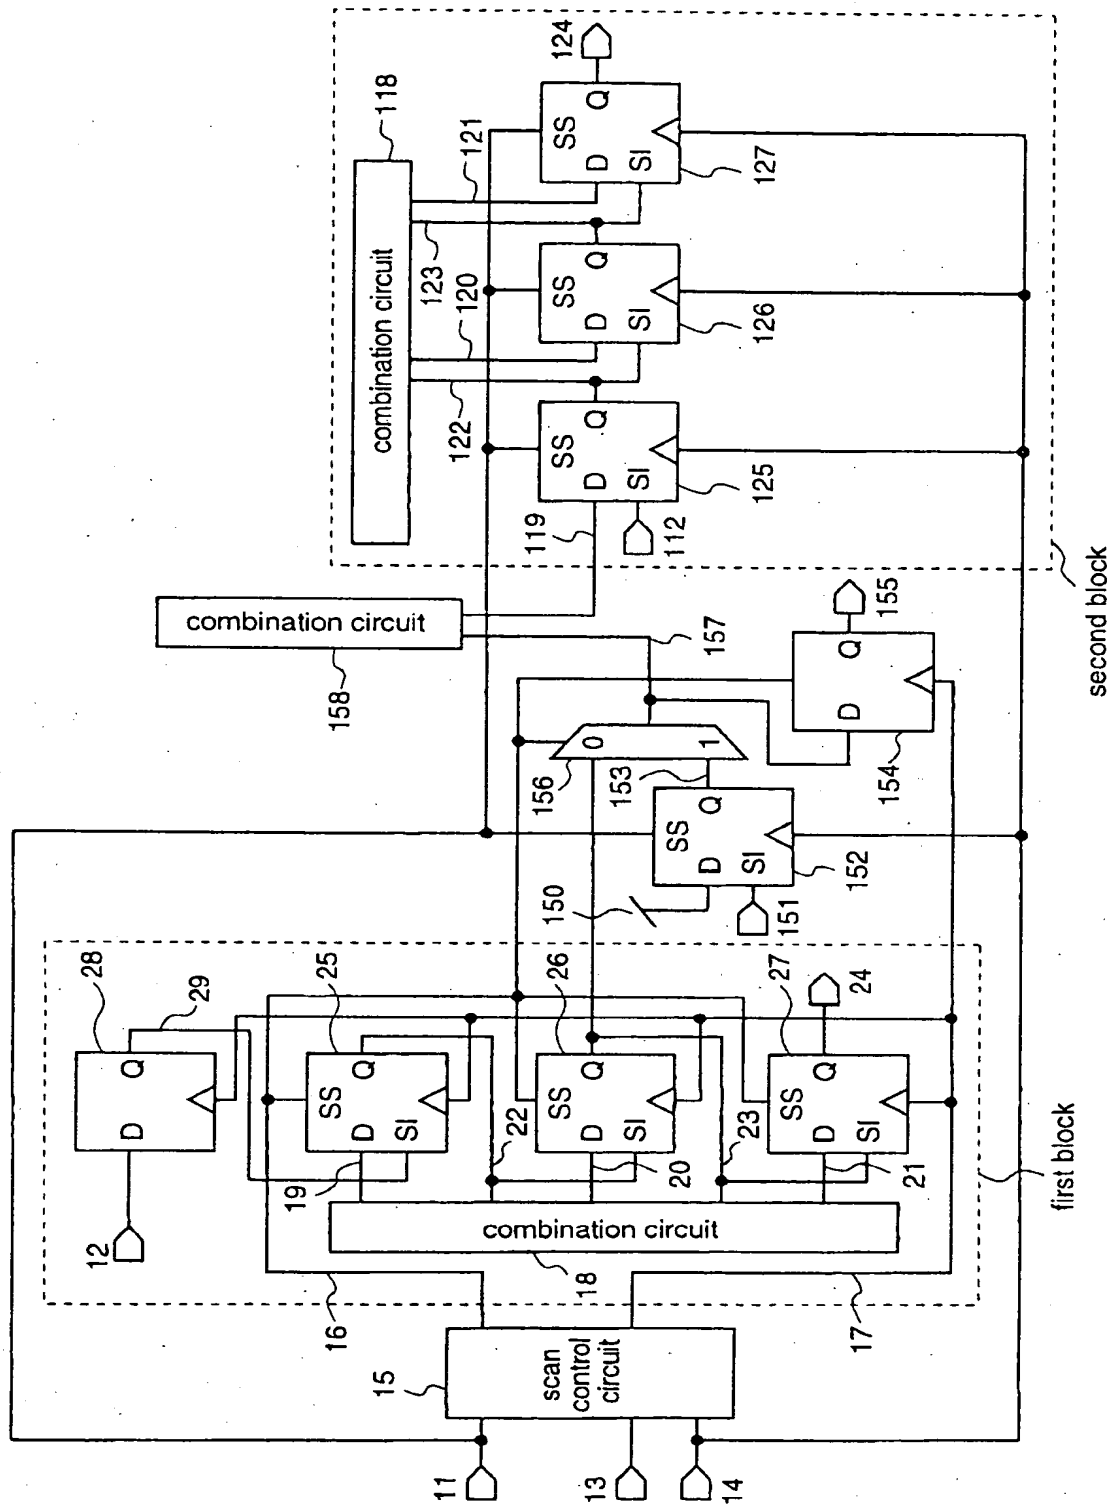 11
13
14
15
scan
control
circuit
16
17
12
D
Q
28
29
first block
combination circuit
18
19
22
20
23
21
SS
D
Q
SI
25
SS
D
Q
SI
26
SS
D
Q
SI
27
24
150
151
SS
D
Q
SI
152
153
156
0
1
157
D
Q
154
155
combination circuit
158
second block
combination circuit
118
119
112
122
120
123
121
SS
D
Q
SI
125
SS
D
Q
SI
126
SS
D
Q
SI
127
124